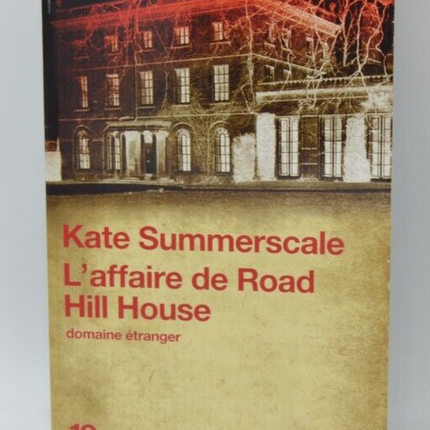 Kate Summerscale
L'affaire de Road
Hill House
domaine étranger